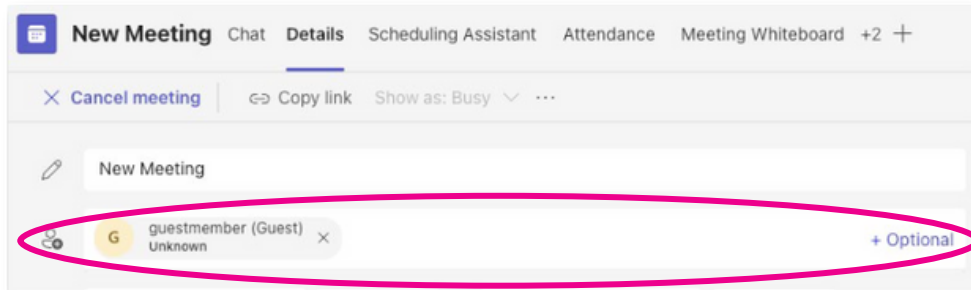 New Meeting Chat Details Scheduling Assistant Attendance Meeting Whiteboard +2 +
Cancel meeting Copy link Show as: Busy ...
New Meeting
G guestmember (Guest) × + Optional
Unknown